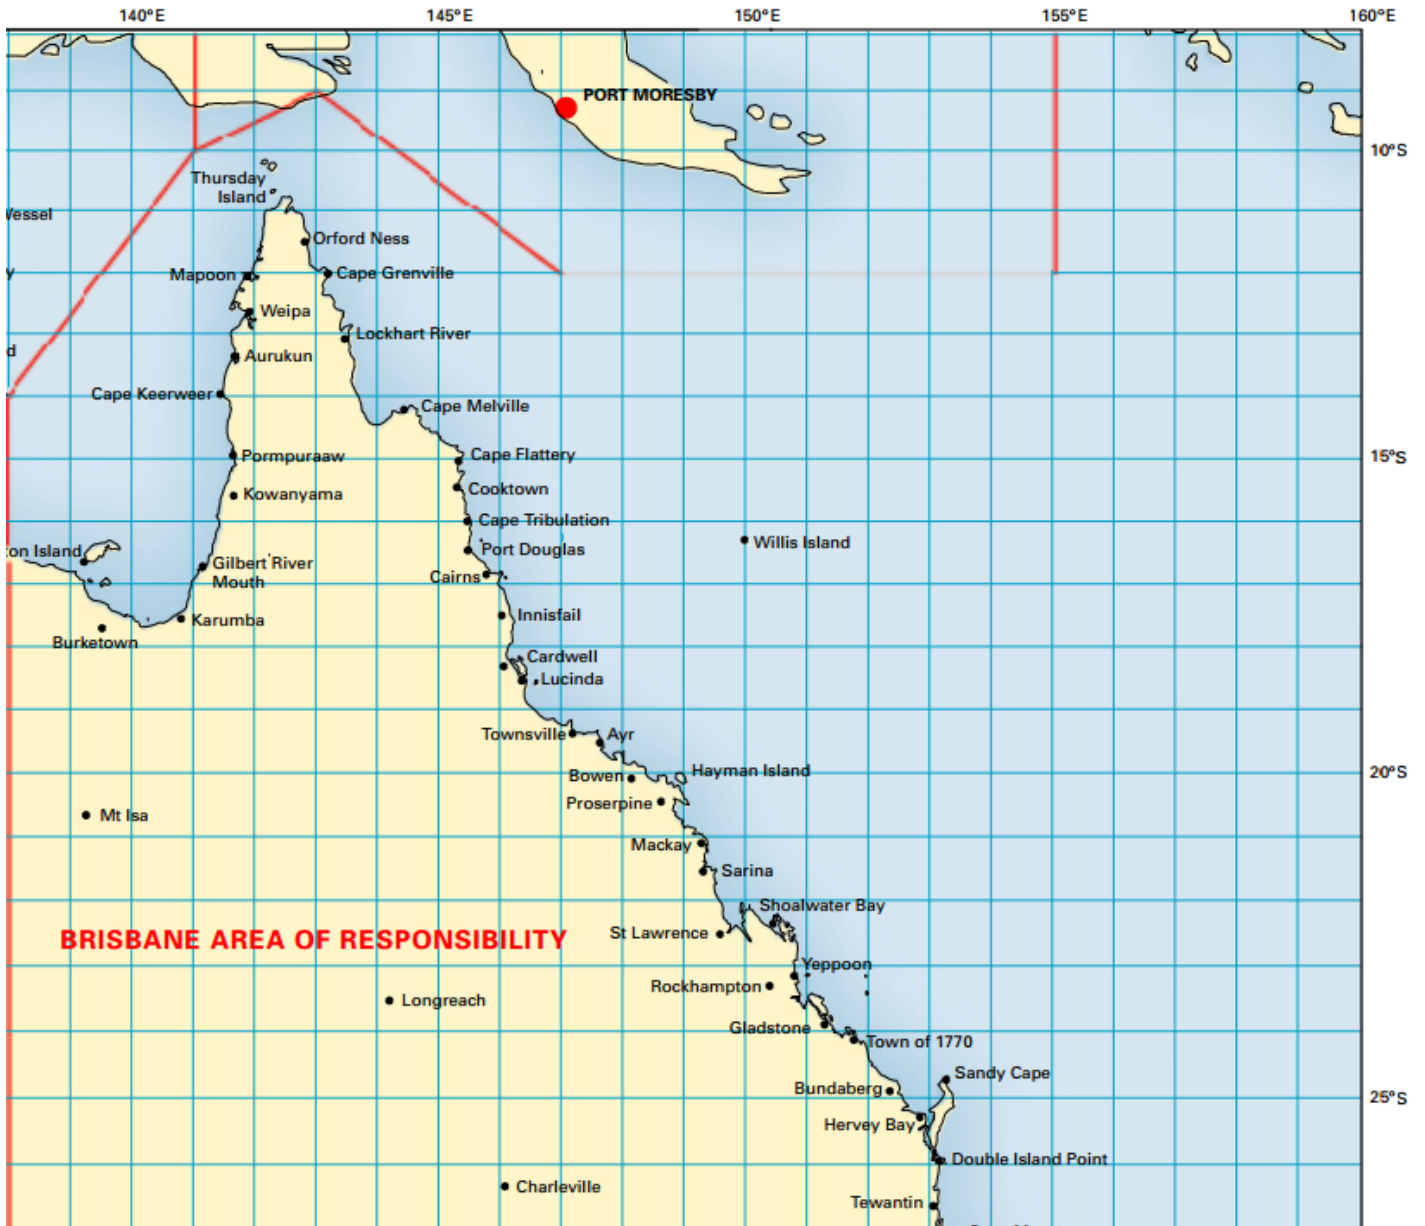 140°E
145°E
150°E
155°E
160°E
PORT MORESBY
10°S
Thursday
Island
Orford Ness
Mapoon
Cape Grenville
Weipa
Lockhart River
Aurukun
Cape Keerweer
Cape Melville
Pormpuraaw
Cape Flattery
15°S
Kowanyama
Cooktown
Cape Tribulation
Willis Island
ton Island
Port Douglas
Gilbert River
Mouth
Cairns
Karumba
Innisfail
Burketown
Cardwell
Lucinda
Townsville
Ayr
Bowen
Hayman Island
20°S
Proserpine
Mt Isa
Mackay
Sarina
Shoalwater Bay
BRISBANE AREA OF RESPONSIBILITY
St Lawrence
Yeppoon
Rockhampton
Longreach
Gladstone
Town of 1770
Sandy Cape
Bundaberg
25°S
Hervey Bay
Double Island Point
Charleville
Tewantin